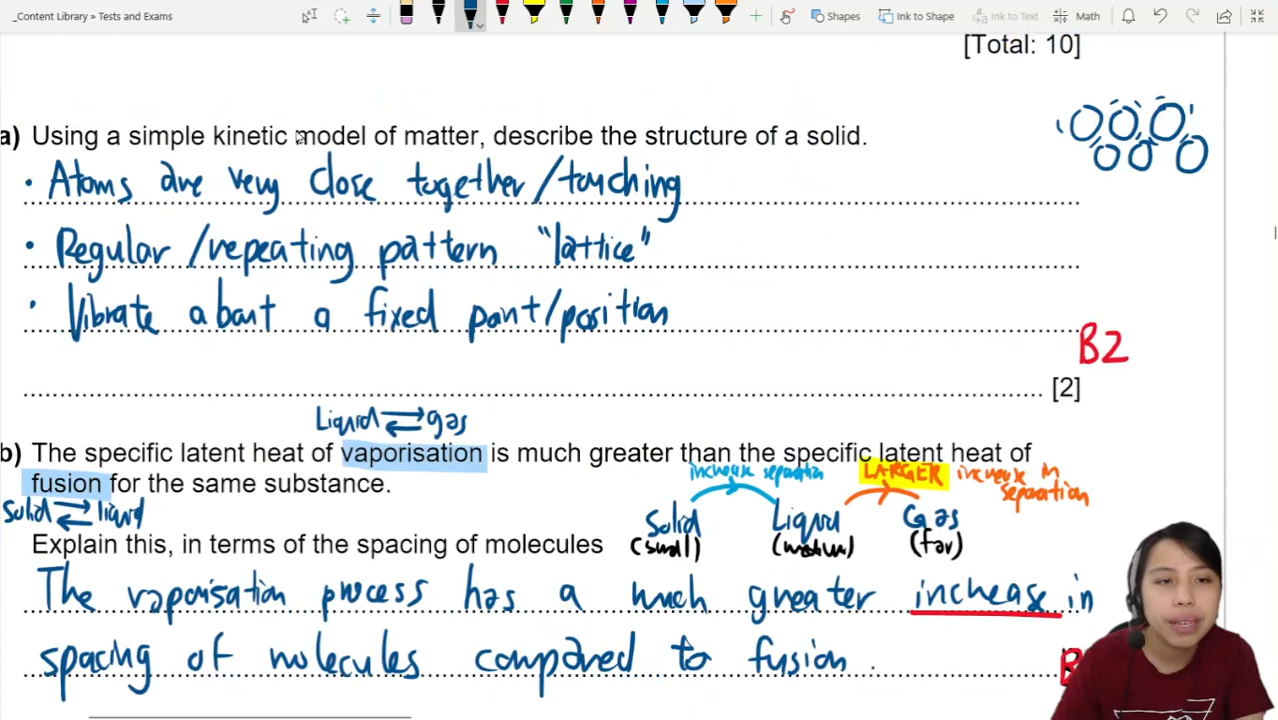 _Content Library » Tests and Exams
Shapes
Ink to Shape
Ink to Text
Math
[Total: 10]
a) Using a simple kinetic model of matter, describe the structure of a solid.
• Atoms are very close together/touching
• Regular/repeating pattern "lattice"
• Vibrate about a fixed point/position
B2
[2]
Liquid ⇌ gas
b) The specific latent heat of vaporisation is much greater than the specific latent heat of
fusion for the same substance.
Solid ⇌ liquid
increase separation
LARGER increase in
separation
Solid Liquid Gas
(small) (medium) (far)
Explain this, in terms of the spacing of molecules
The vaporisation process has a much greater increase in
spacing of molecules compared to fusion.